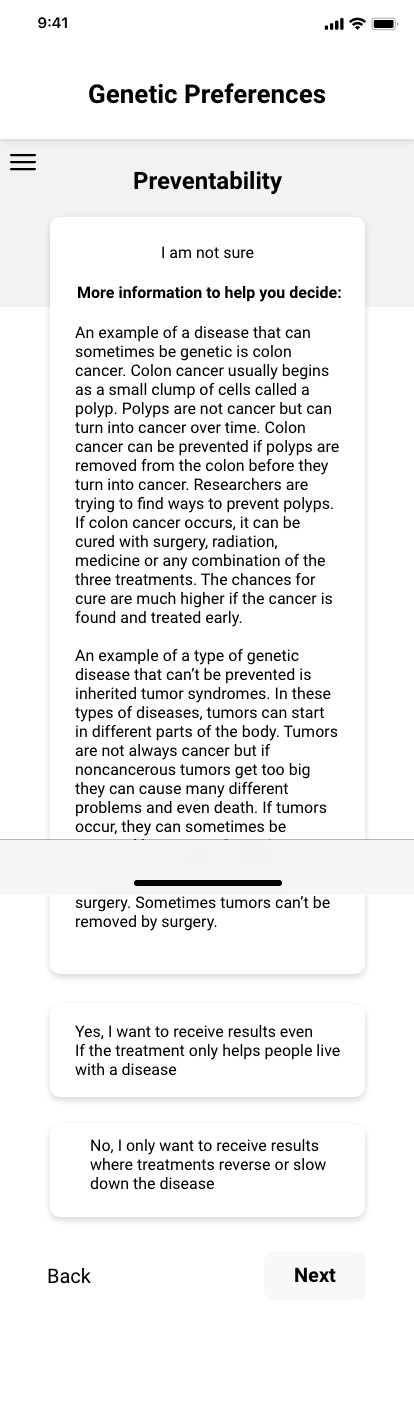 9:41
Genetic Preferences
Preventability
I am not sure
More information to help you decide:
An example of a disease that can
sometimes be genetic is colon
cancer. Colon cancer usually begins
as a small clump of cells called a
polyp. Polyps are not cancer but can
turn into cancer over time. Colon
cancer can be prevented if polyps are
removed from the colon before they
turn into cancer. Researchers are
trying to find ways to prevent polyps.
If colon cancer occurs, it can be
cured with surgery, radiation,
medicine or any combination of the
three treatments. The chances for
cure are much higher if the cancer is
found and treated early.
An example of a type of genetic
disease that can’t be prevented is
inherited tumor syndromes. In these
types of diseases, tumors can start
in different parts of the body. Tumors
are not always cancer but if
noncancerous tumors get too big
they can cause many different
problems and even death. If tumors
occur, they can sometimes be
surgery. Sometimes tumors can’t be
removed by surgery.
Yes, I want to receive results even
If the treatment only helps people live
with a disease
No, I only want to receive results
where treatments reverse or slow
down the disease
Back
Next